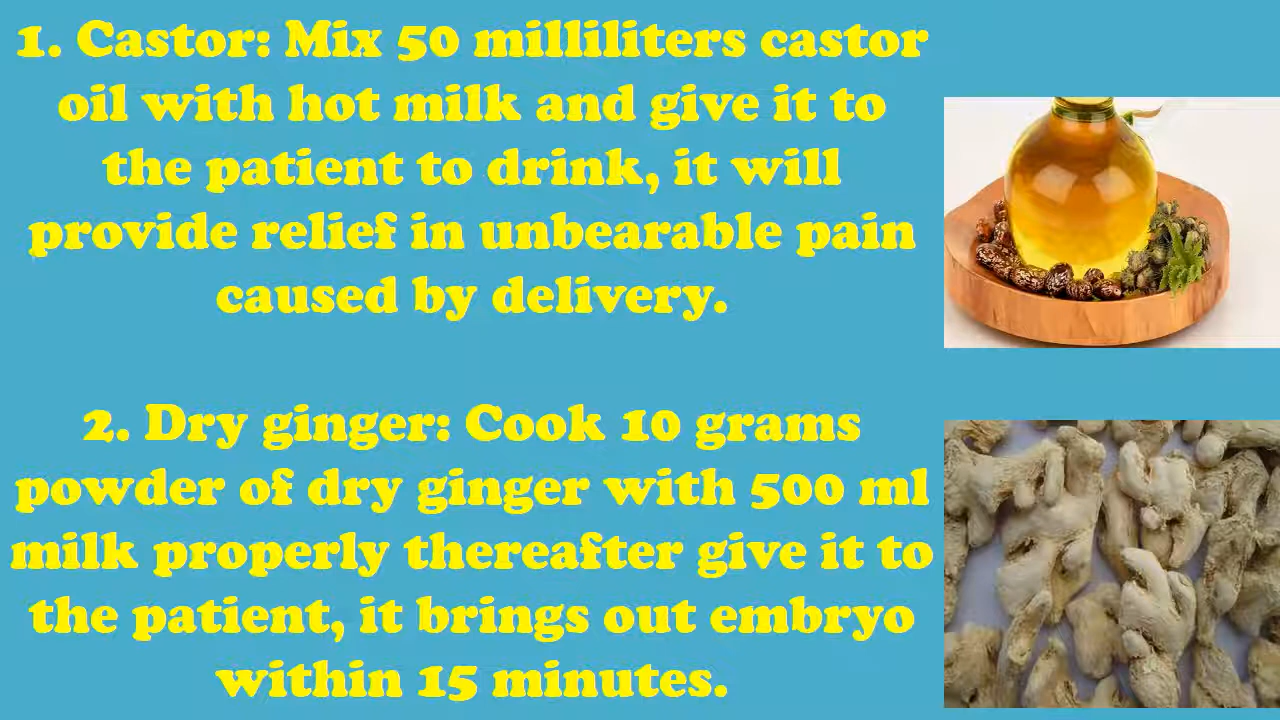 1. Castor: Mix 50 milliliters castor
oil with hot milk and give it to
the patient to drink, it will
provide relief in unbearable pain
caused by delivery.
2. Dry ginger: Cook 10 grams
powder of dry ginger with 500 ml
milk properly thereafter give it to
the patient, it brings out embryo
within 15 minutes.